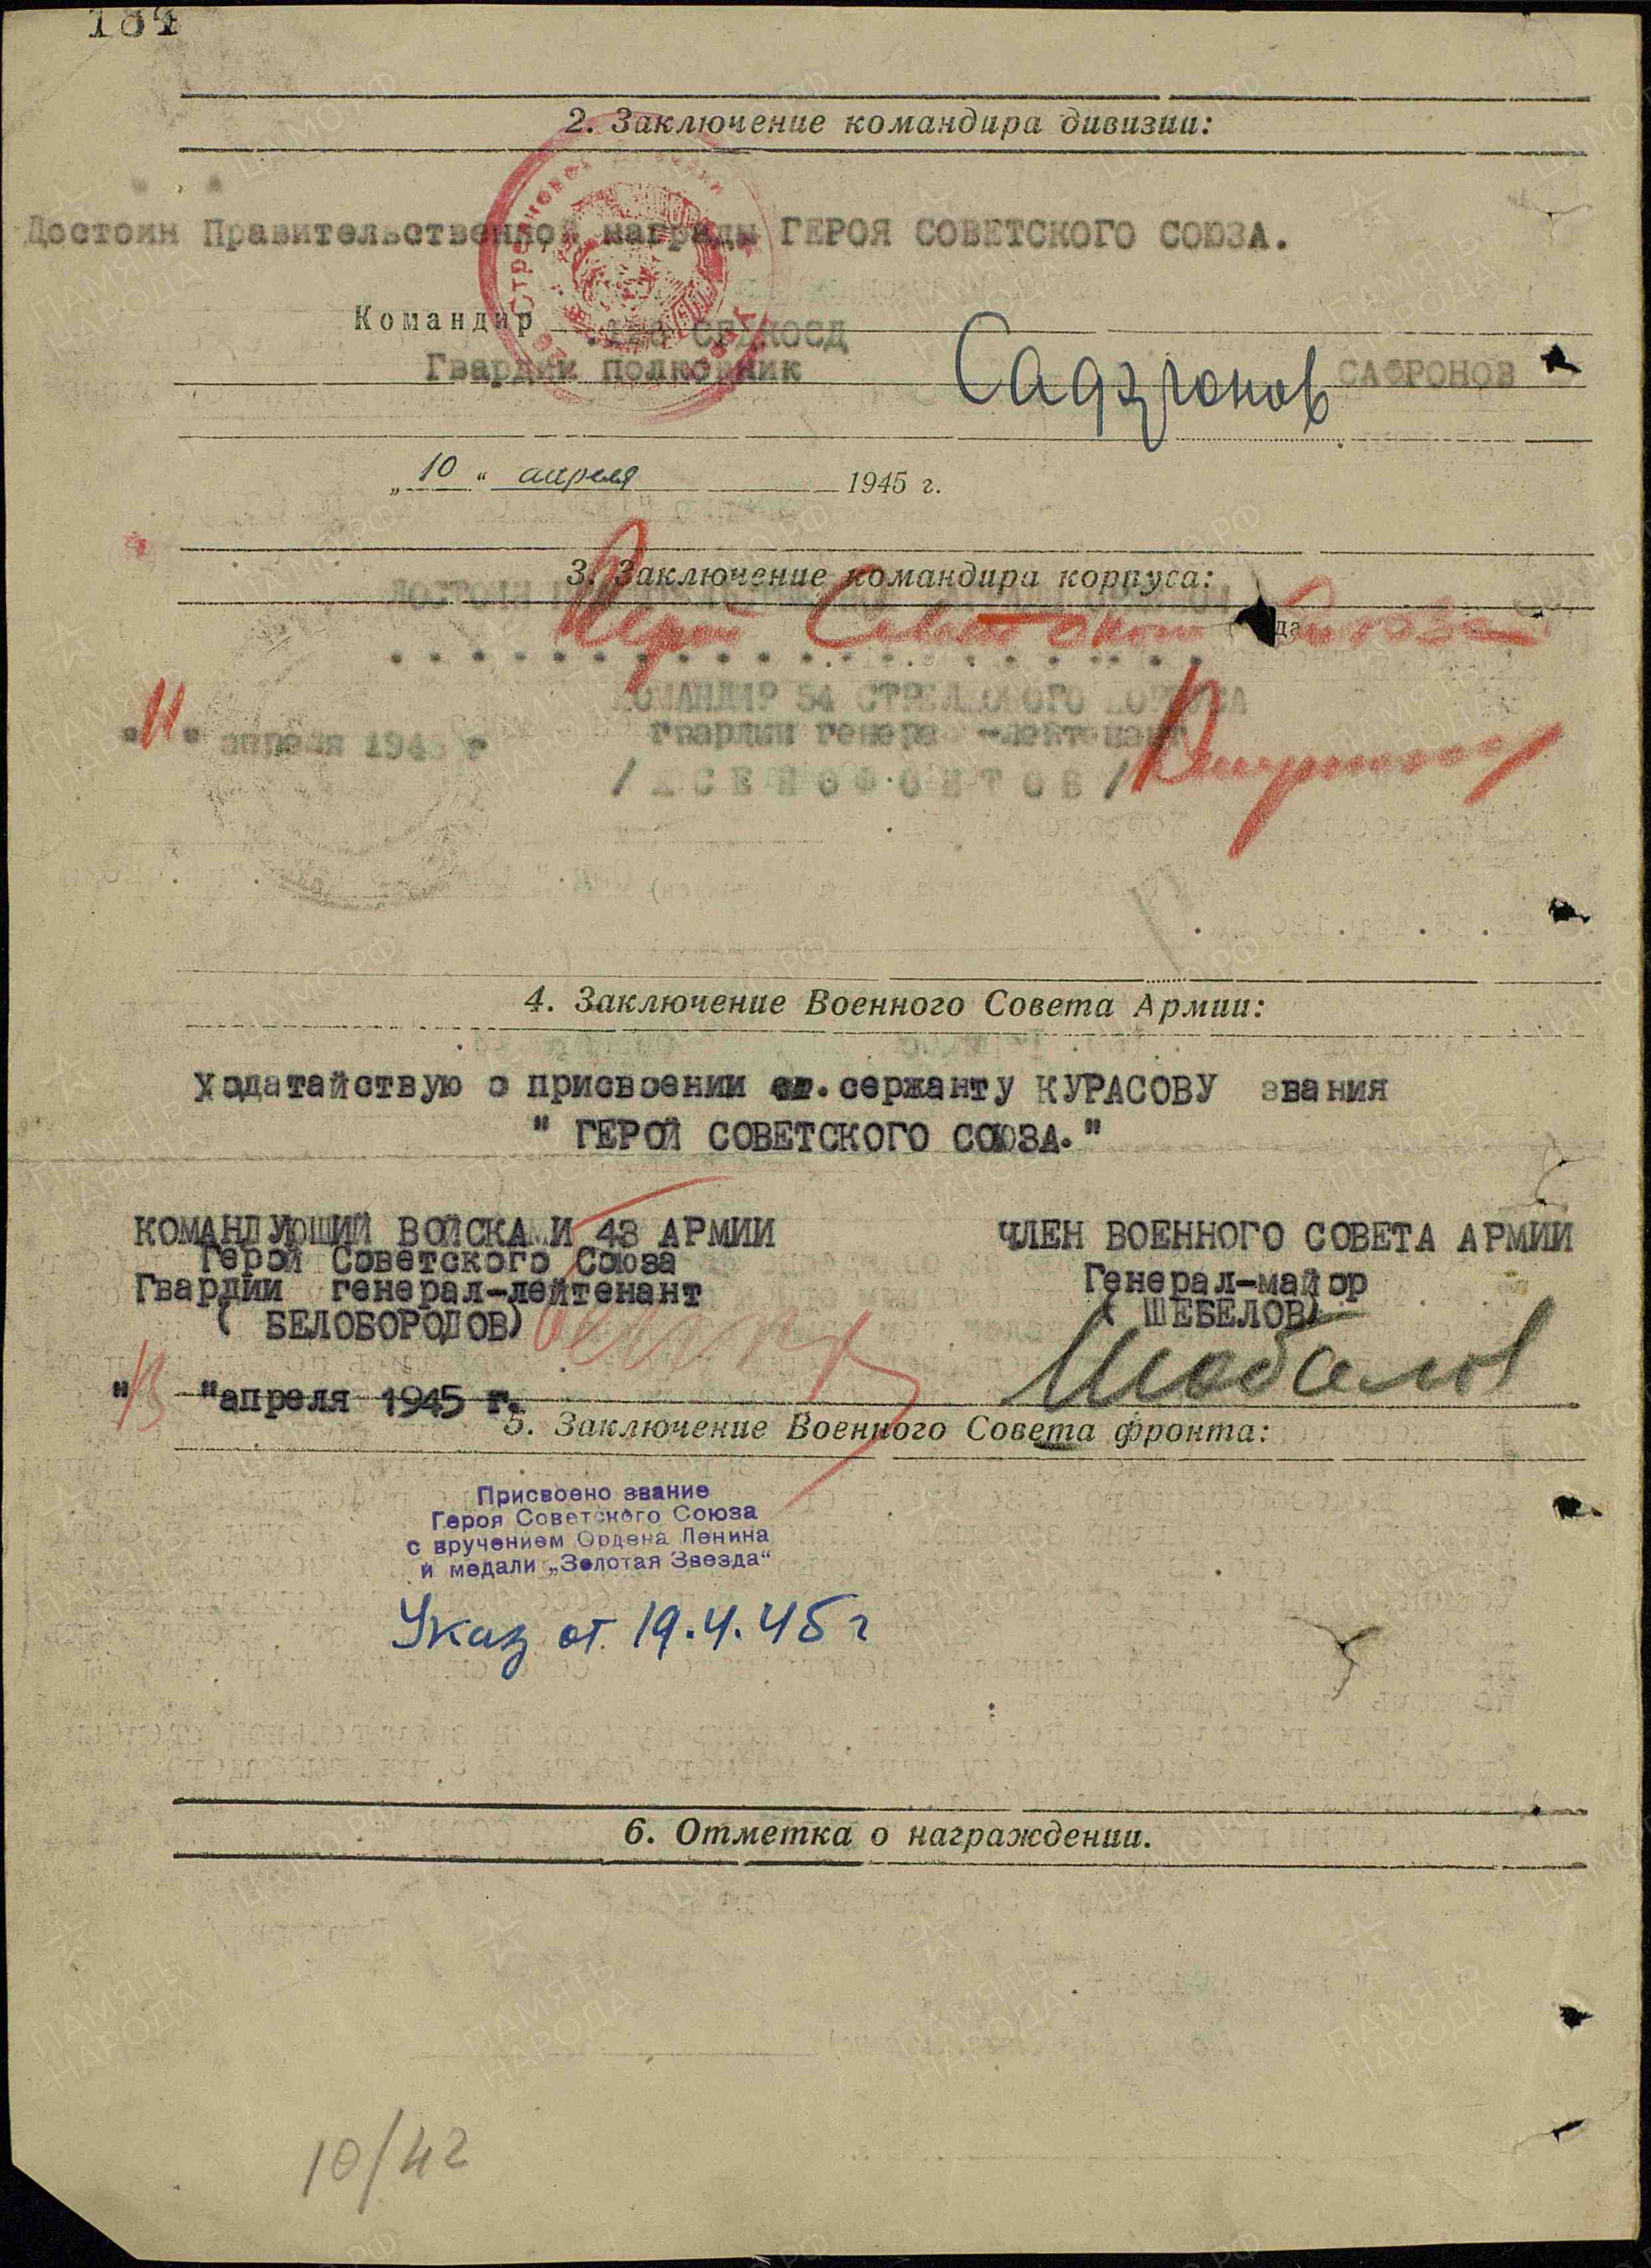 184
2. Заключение командира дивизии:
Достоин Правительственной награды ГЕРОЯ СОВЕТСКОГО СОЮЗА.
Командир
Гвардии полковник
Сафронов
САФРОНОВ
„ 10 “ апреля 1945 г.
3. Заключение командира корпуса:
Герой Советского Союза
КОМАНДИР 54 СТРЕЛКОВОГО КОРПУСА
"11" апреля 1945 г
гвардии генерал-лейтенант
/КСЕНОФОНТОВ/
4. Заключение Военного Совета Армии:
Ходатайствую о присвоении ст. сержанту КУРАСОВУ звания
" ГЕРОЙ СОВЕТСКОГО СОЮЗА."
КОМАНДУЮЩИЙ ВОЙСКАМИ 43 АРМИИ
ЧЛЕН ВОЕННОГО СОВЕТА АРМИИ
Герой Советского Союза
Гвардии генерал-лейтенант
Генерал-майор
( БЕЛОБОРОДОВ)
( ШЕБЕЛОВ)
"13 "апреля 1945 г.
5. Заключение Военного Совета фронта:
Присвоено звание
Героя Советского Союза
с вручением Ордена Ленина
и медали „Золотая Звезда“
Указ от 19.4.45 г
6. Отметка о награждении.
10/42